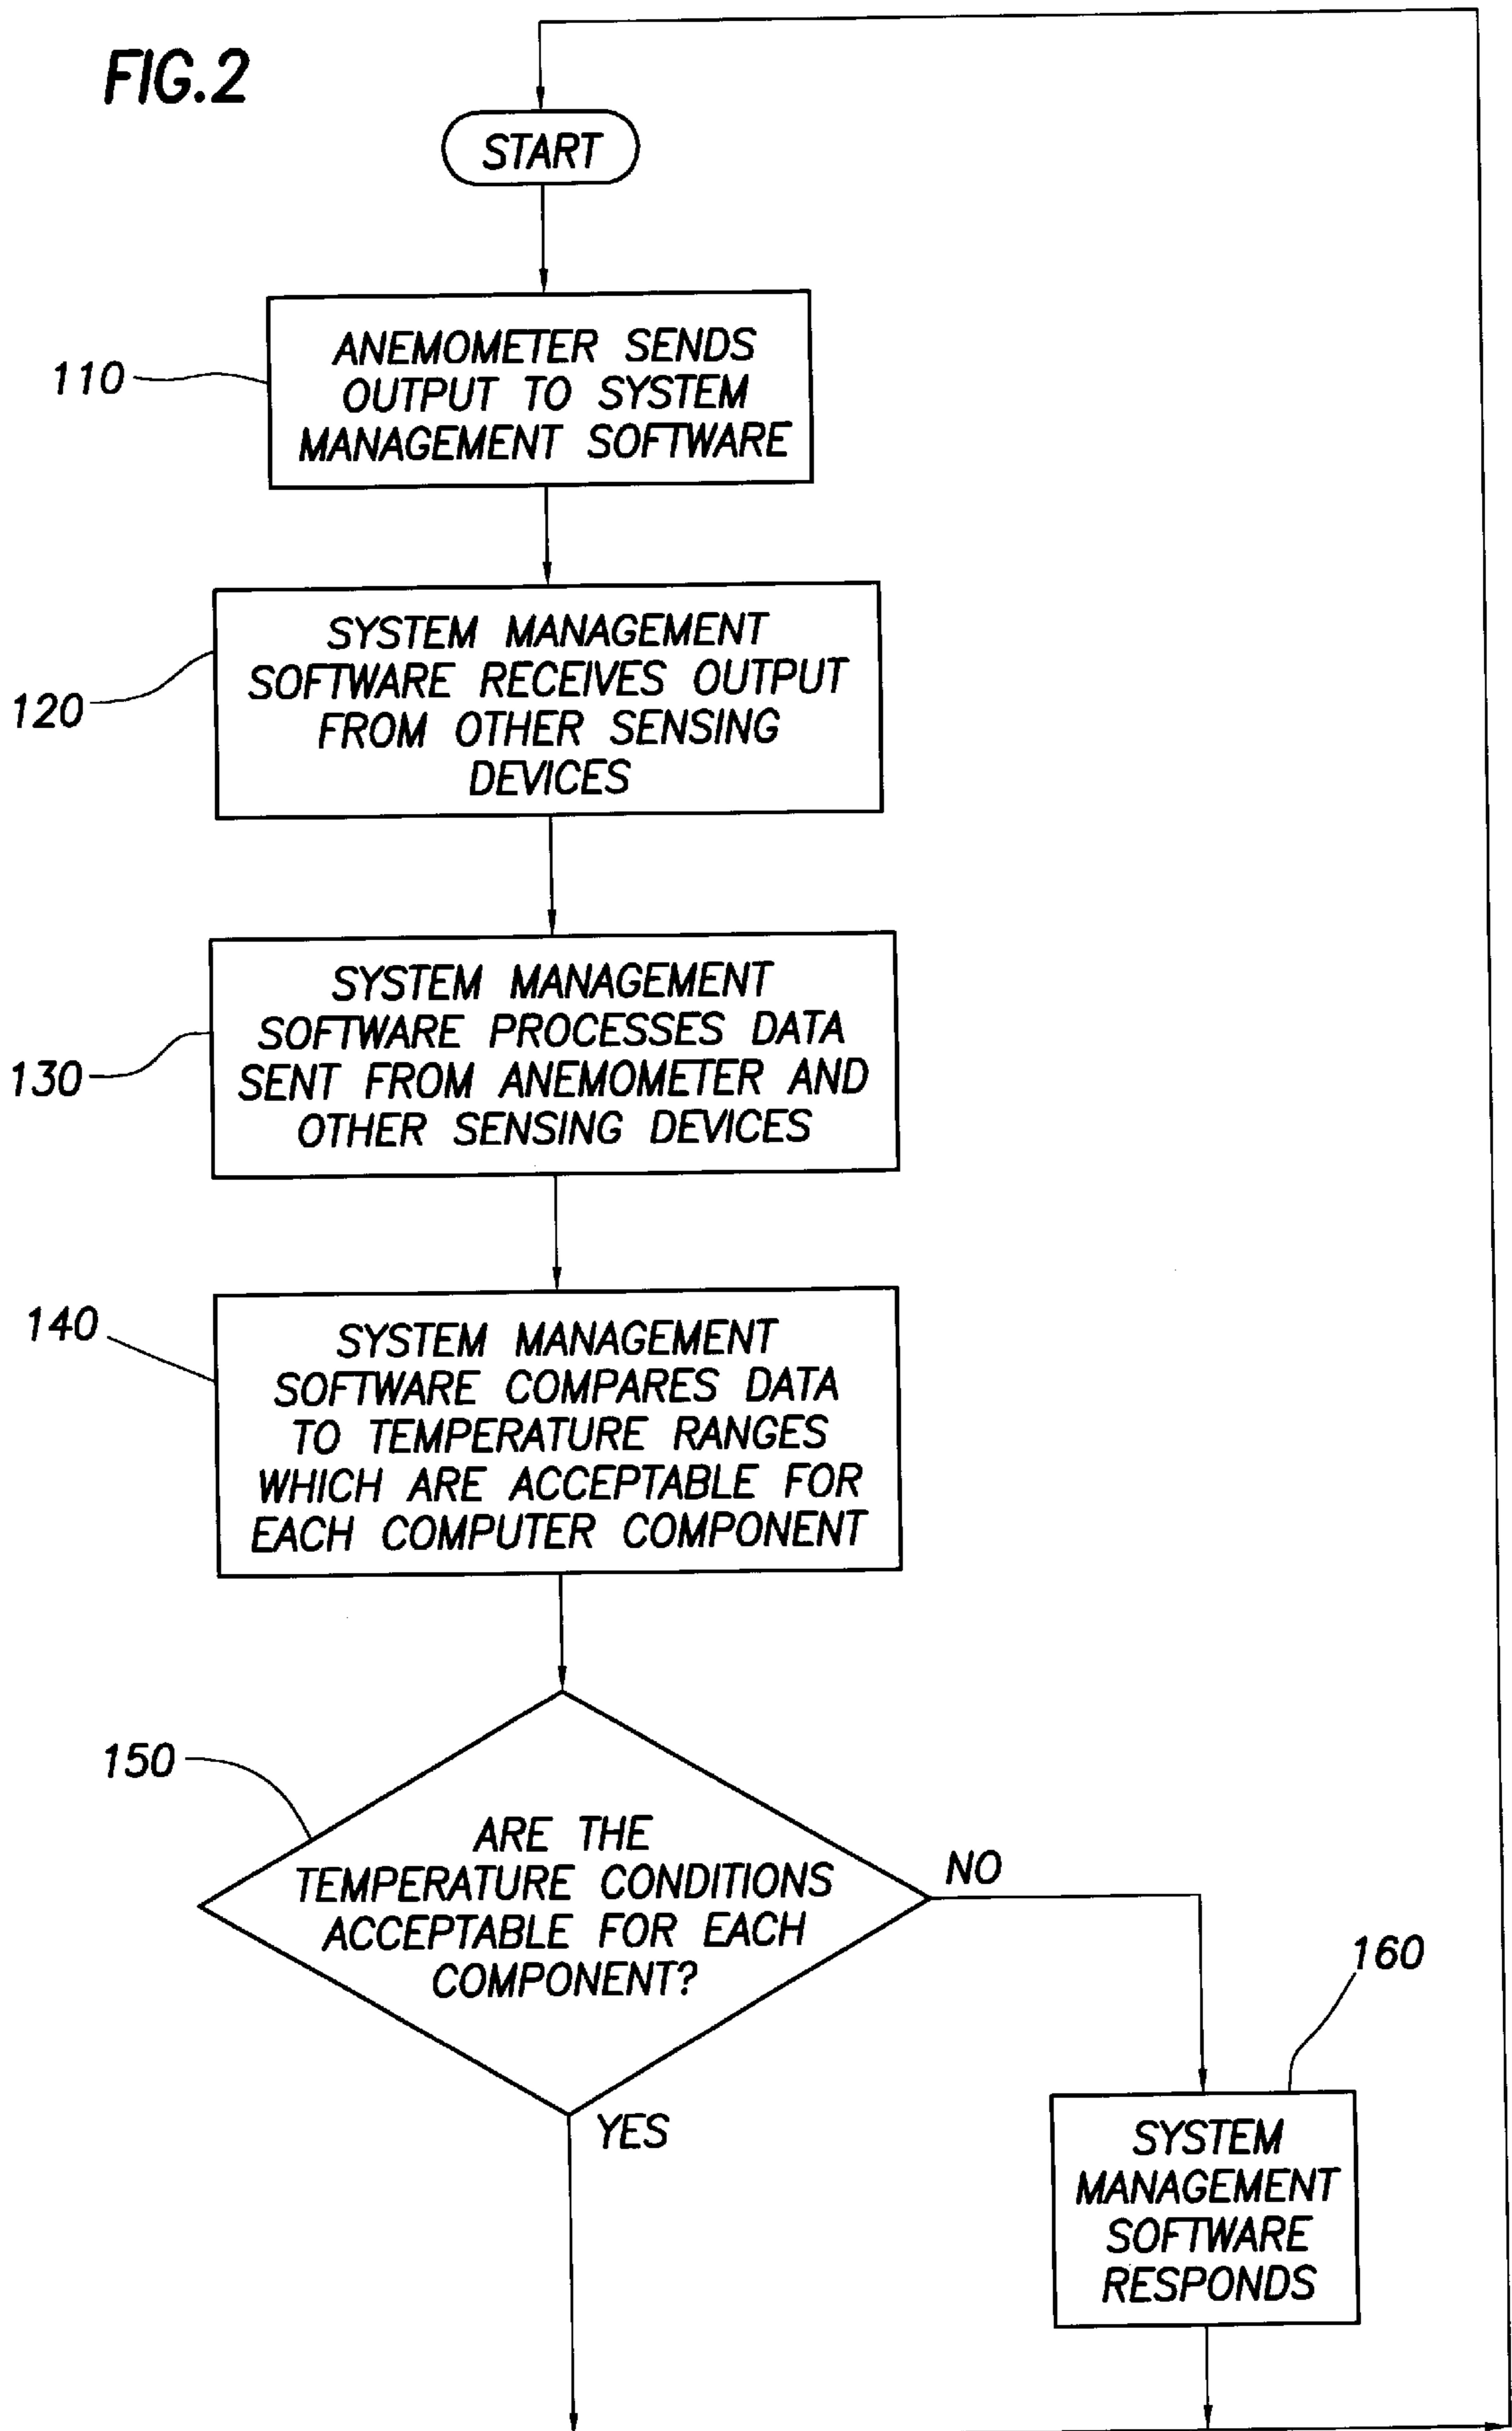 FIG.2
START
110
ANEMOMETER SENDS
OUTPUT TO SYSTEM
MANAGEMENT SOFTWARE
120
SYSTEM MANAGEMENT
SOFTWARE RECEIVES OUTPUT
FROM OTHER SENSING
DEVICES
130
SYSTEM MANAGEMENT
SOFTWARE PROCESSES DATA
SENT FROM ANEMOMETER AND
OTHER SENSING DEVICES
140
SYSTEM MANAGEMENT
SOFTWARE COMPARES DATA
TO TEMPERATURE RANGES
WHICH ARE ACCEPTABLE FOR
EACH COMPUTER COMPONENT
150
ARE THE
TEMPERATURE CONDITIONS
ACCEPTABLE FOR EACH
COMPONENT?
NO
YES
160
SYSTEM
MANAGEMENT
SOFTWARE
RESPONDS